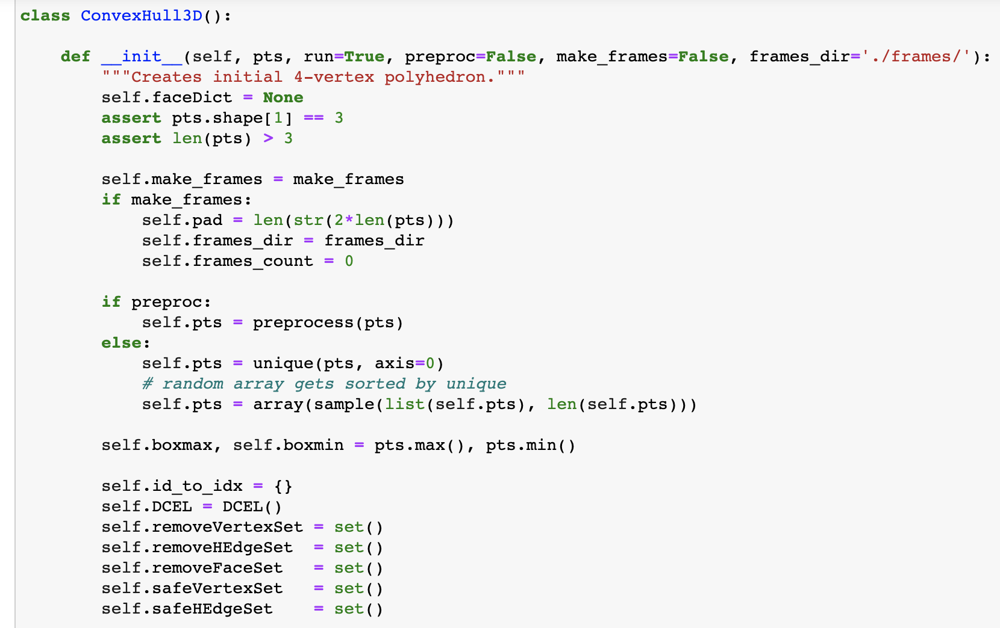 class ConvexHull3D():
    def __init__(self, pts, run=True, preproc=False, make_frames=False, frames_dir='./frames/'):
        """Creates initial 4-vertex polyhedron."""
        self.faceDict = None
        assert pts.shape[1] == 3
        assert len(pts) > 3
        self.make_frames = make_frames
        if make_frames:
            self.pad = len(str(2*len(pts)))
            self.frames_dir = frames_dir
            self.frames_count = 0
        if preproc:
            self.pts = preprocess(pts)
        else:
            self.pts = unique(pts, axis=0)
            # random array gets sorted by unique
            self.pts = array(sample(list(self.pts), len(self.pts)))
        self.boxmax, self.boxmin = pts.max(), pts.min()
        self.id_to_idx = {}
        self.DCEL = DCEL()
        self.removeVertexSet = set()
        self.removeHEdgeSet  = set()
        self.removeFaceSet   = set()
        self.safeVertexSet   = set()
        self.safeHEdgeSet    = set()